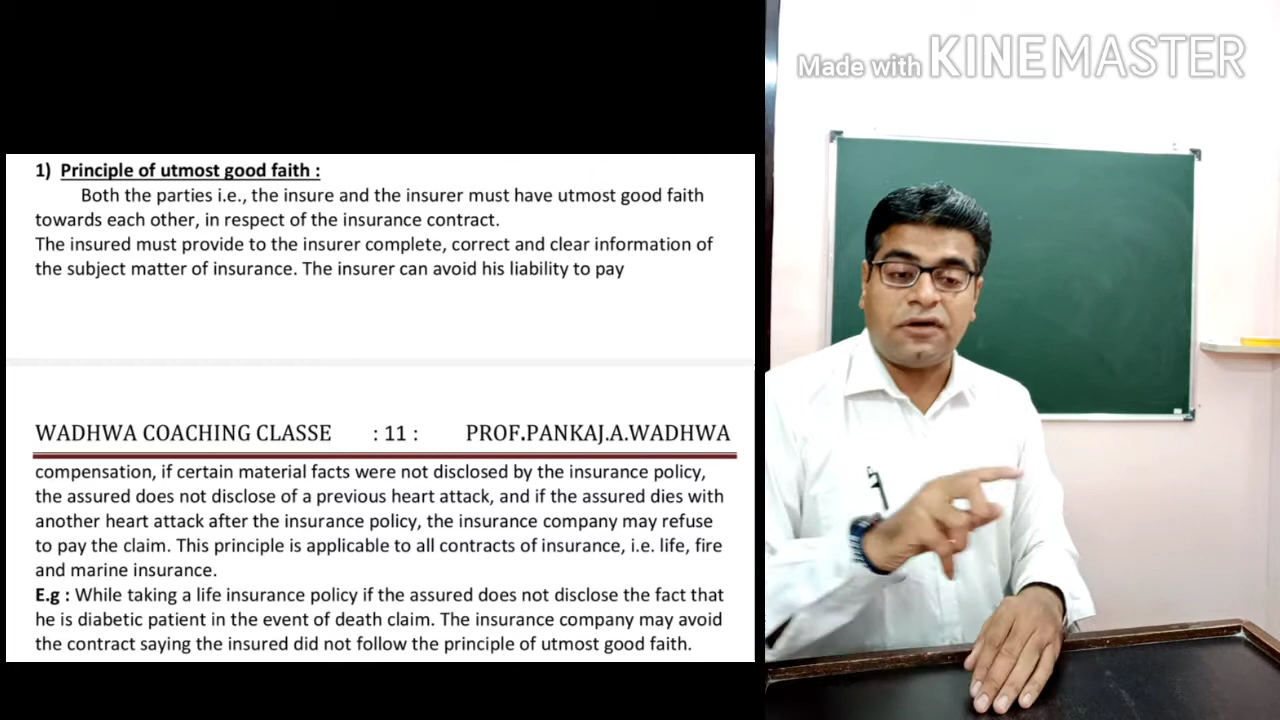 Made with KINEMASTER
1) Principle of utmost good faith :
Both the parties i.e., the insure and the insurer must have utmost good faith
towards each other, in respect of the insurance contract.
The insured must provide to the insurer complete, correct and clear information of
the subject matter of insurance. The insurer can avoid his liability to pay
WADHWA COACHING CLASSE : 11 : PROF.PANKAJ.A.WADHWA
compensation, if certain material facts were not disclosed by the insurance policy,
the assured does not disclose of a previous heart attack, and if the assured dies with
another heart attack after the insurance policy, the insurance company may refuse
to pay the claim. This principle is applicable to all contracts of insurance, i.e. life, fire
and marine insurance.
E.g : While taking a life insurance policy if the assured does not disclose the fact that
he is diabetic patient in the event of death claim. The insurance company may avoid
the contract saying the insured did not follow the principle of utmost good faith.